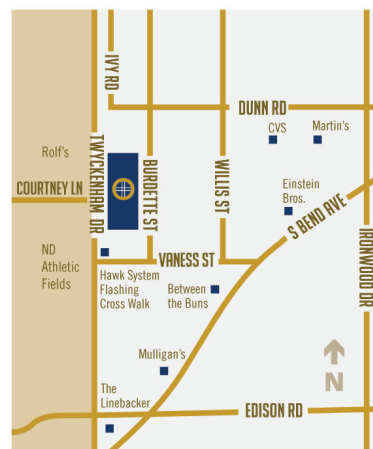 IVY RD
DUNN RD
CVS
Martin's
Rolf's
TWYCKENHAM DR
BURDETTE ST
WILLIS ST
COURTNEY LN
Einstein
Bros.
S BEND AVE
IRONWOOD DR
ND
Athletic
Fields
VANESS ST
Hawk System
Flashing
Cross Walk
Between
the Buns
Mulligan's
N
The
Linebacker
EDISON RD